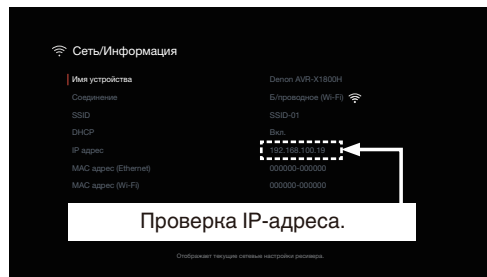 Сеть/Информация
Имя устройства Denon AVR-X1800H
Соединение Б/проводное (Wi-Fi)
SSID SSID-01
DHCP Вкл.
IP адрес 192.168.100.19
MAC адрес (Ethernet) 000000-000000
MAC адрес (Wi-Fi) 000000-000000
Проверка IP-адреса.
Отображает текущие сетевые настройки ресивера.